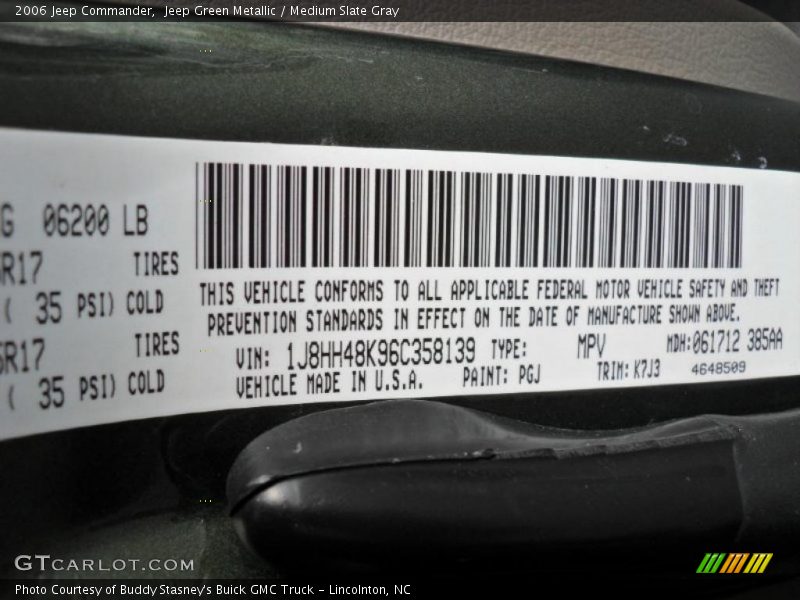 2006 Jeep Commander,  Jeep Green Metallic / Medium Slate Gray
G 06200 LB
R17 TIRES
( 35 PSI) COLD
5R17 TIRES
( 35 PSI) COLD
THIS VEHICLE CONFORMS TO ALL APPLICABLE FEDERAL MOTOR VEHICLE SAFETY AND THEFT
PREVENTION STANDARDS IN EFFECT ON THE DATE OF MANUFACTURE SHOWN ABOVE.
VIN: 1J8HH48K96C358139 TYPE: MPV MDH:061712 385AA
VEHICLE MADE IN U.S.A. PAINT: PGJ TRIM: K7J3 4648509
GTCARLOT.COM
Photo Courtesy of Buddy Stasney's Buick GMC Truck - Lincolnton, NC